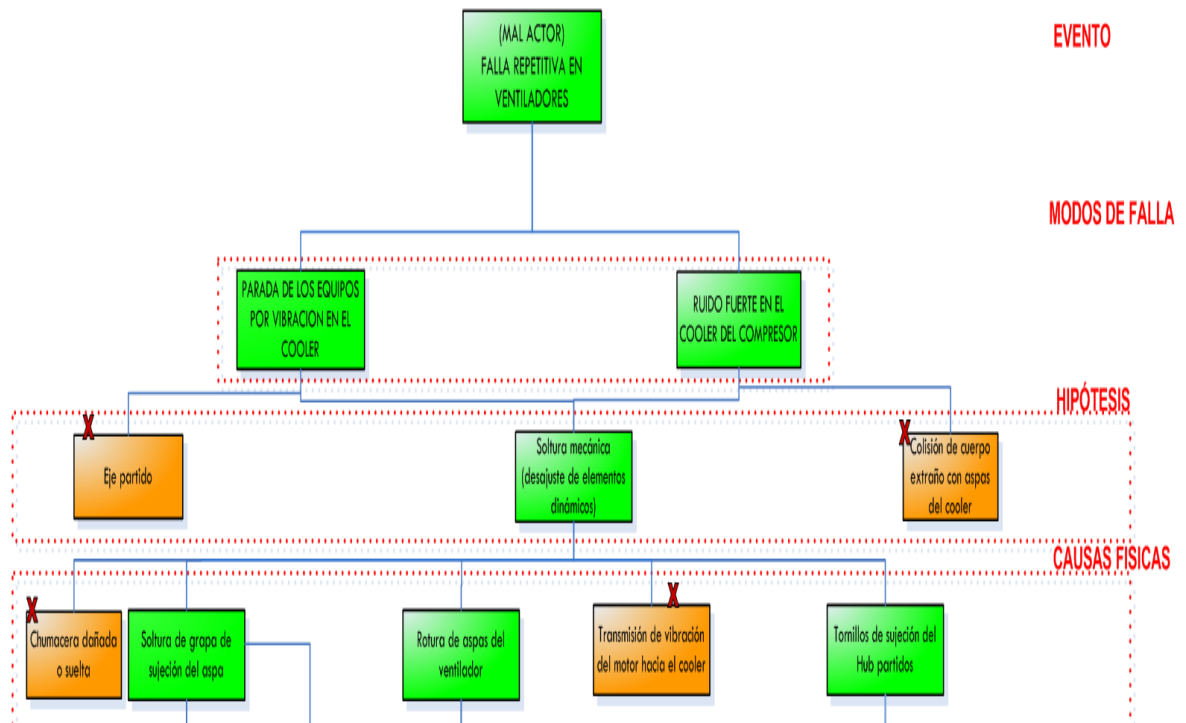 (MAL ACTOR)
FALLA REPETITIVA EN
VENTILADORES
EVENTO
MODOS DE FALLA
PARADA DE LOS EQUIPOS
POR VIBRACION EN EL
COOLER
RUIDO FUERTE EN EL
COOLER DEL COMPRESOR
HIPÓTESIS
X
Eje partido
Soltura mecánica
(desajuste de elementos
dinámicos)
X
Colisión de cuerpo
extraño con aspas
del cooler
CAUSAS FISICAS
X
Chumacera dañada
o suelta
Soltura de grapa de
sujeción del aspa
Rotura de aspas del
ventilador
X
Transmisión de vibración
del motor hacia el cooler
Tornillos de sujeción del
Hub partidos